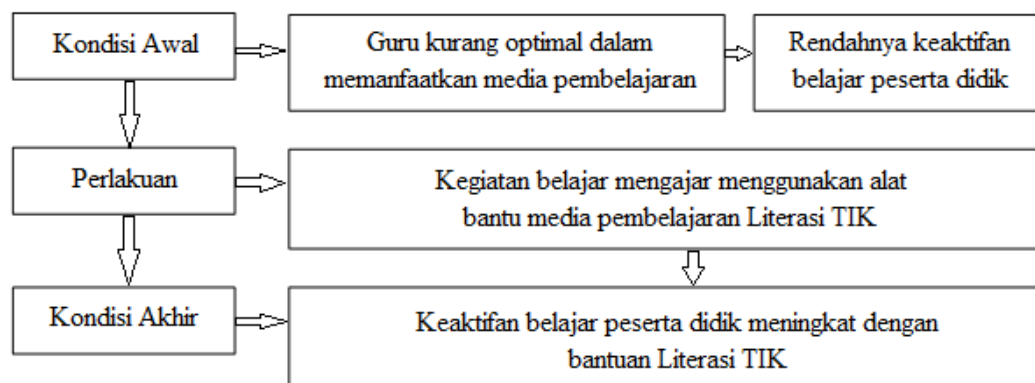 Kondisi Awal
Guru kurang optimal dalam
memanfaatkan media pembelajaran
Rendahnya keaktifan
belajar peserta didik
Perlakuan
Kegiatan belajar mengajar menggunakan alat
bantu media pembelajaran Literasi TIK
Kondisi Akhir
Keaktifan belajar peserta didik meningkat dengan
bantuan Literasi TIK